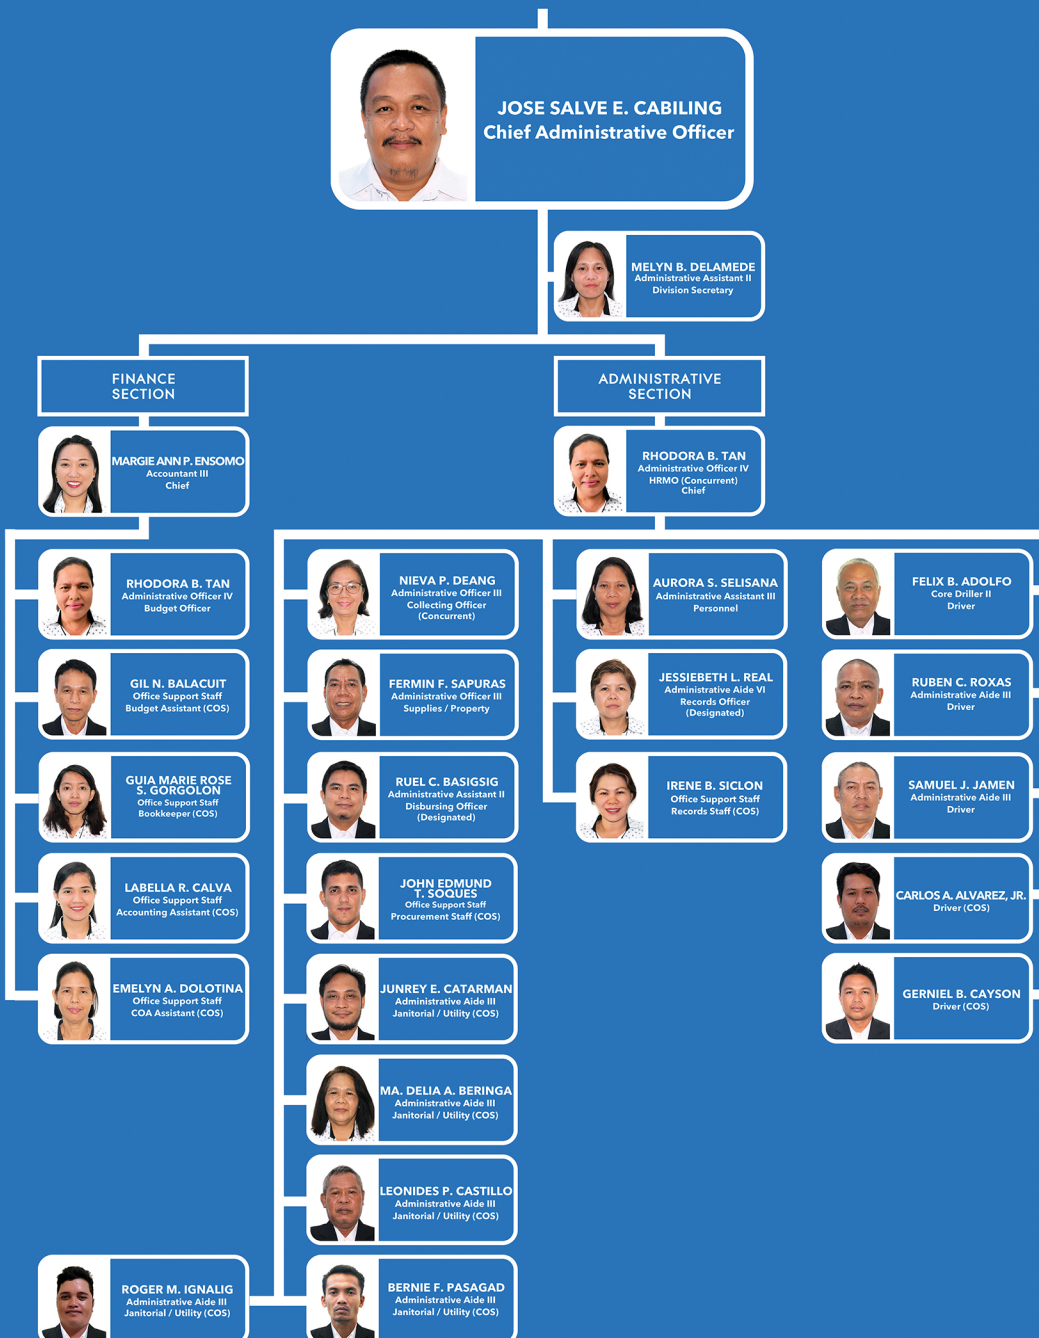 JOSE SALVE E. CABILING
Chief Administrative Officer
MELYN B. DELAMEDE
Administrative Assistant II
Division Secretary
FINANCE
SECTION
ADMINISTRATIVE
SECTION
MARGIE ANN P. ENSOMO
Accountant III
Chief
RHODORA B. TAN
Administrative Officer IV
HRMO (Concurrent)
Chief
RHODORA B. TAN
Administrative Officer IV
Budget Officer
GIL N. BALACUIT
Office Support Staff
Budget Assistant (COS)
GUIA MARIE ROSE
S. GORGOLON
Office Support Staff
Bookkeeper (COS)
LABELLA R. CALVA
Office Support Staff
Accounting Assistant (COS)
EMELYN A. DOLOTINA
Office Support Staff
COA Assistant (COS)
NIEVA P. DEANG
Administrative Officer III
Collecting Officer
(Concurrent)
FERMIN F. SAPURAS
Administrative Officer III
Supplies / Property
RUEL C. BASIGSIG
Administrative Assistant II
Disbursing Officer
(Designated)
JOHN EDMUND
T. SOQUES
Office Support Staff
Procurement Staff (COS)
JUNREY E. CATARMAN
Administrative Aide III
Janitorial / Utility (COS)
MA. DELIA A. BERINGA
Administrative Aide III
Janitorial / Utility (COS)
LEONIDES P. CASTILLO
Administrative Aide III
Janitorial / Utility (COS)
BERNIE F. PASAGAD
Administrative Aide III
Janitorial / Utility (COS)
ROGER M. IGNALIG
Administrative Aide III
Janitorial / Utility (COS)
AURORA S. SELISANA
Administrative Assistant III
Personnel
JESSIEBETH L. REAL
Administrative Aide VI
Records Officer
(Designated)
IRENE B. SICLON
Office Support Staff
Records Staff (COS)
FELIX B. ADOLFO
Core Driller II
Driver
RUBEN C. ROXAS
Administrative Aide III
Driver
SAMUEL J. JAMEN
Administrative Aide III
Driver
CARLOS A. ALVAREZ, JR.
Driver (COS)
GERNIEL B. CAYSON
Driver (COS)